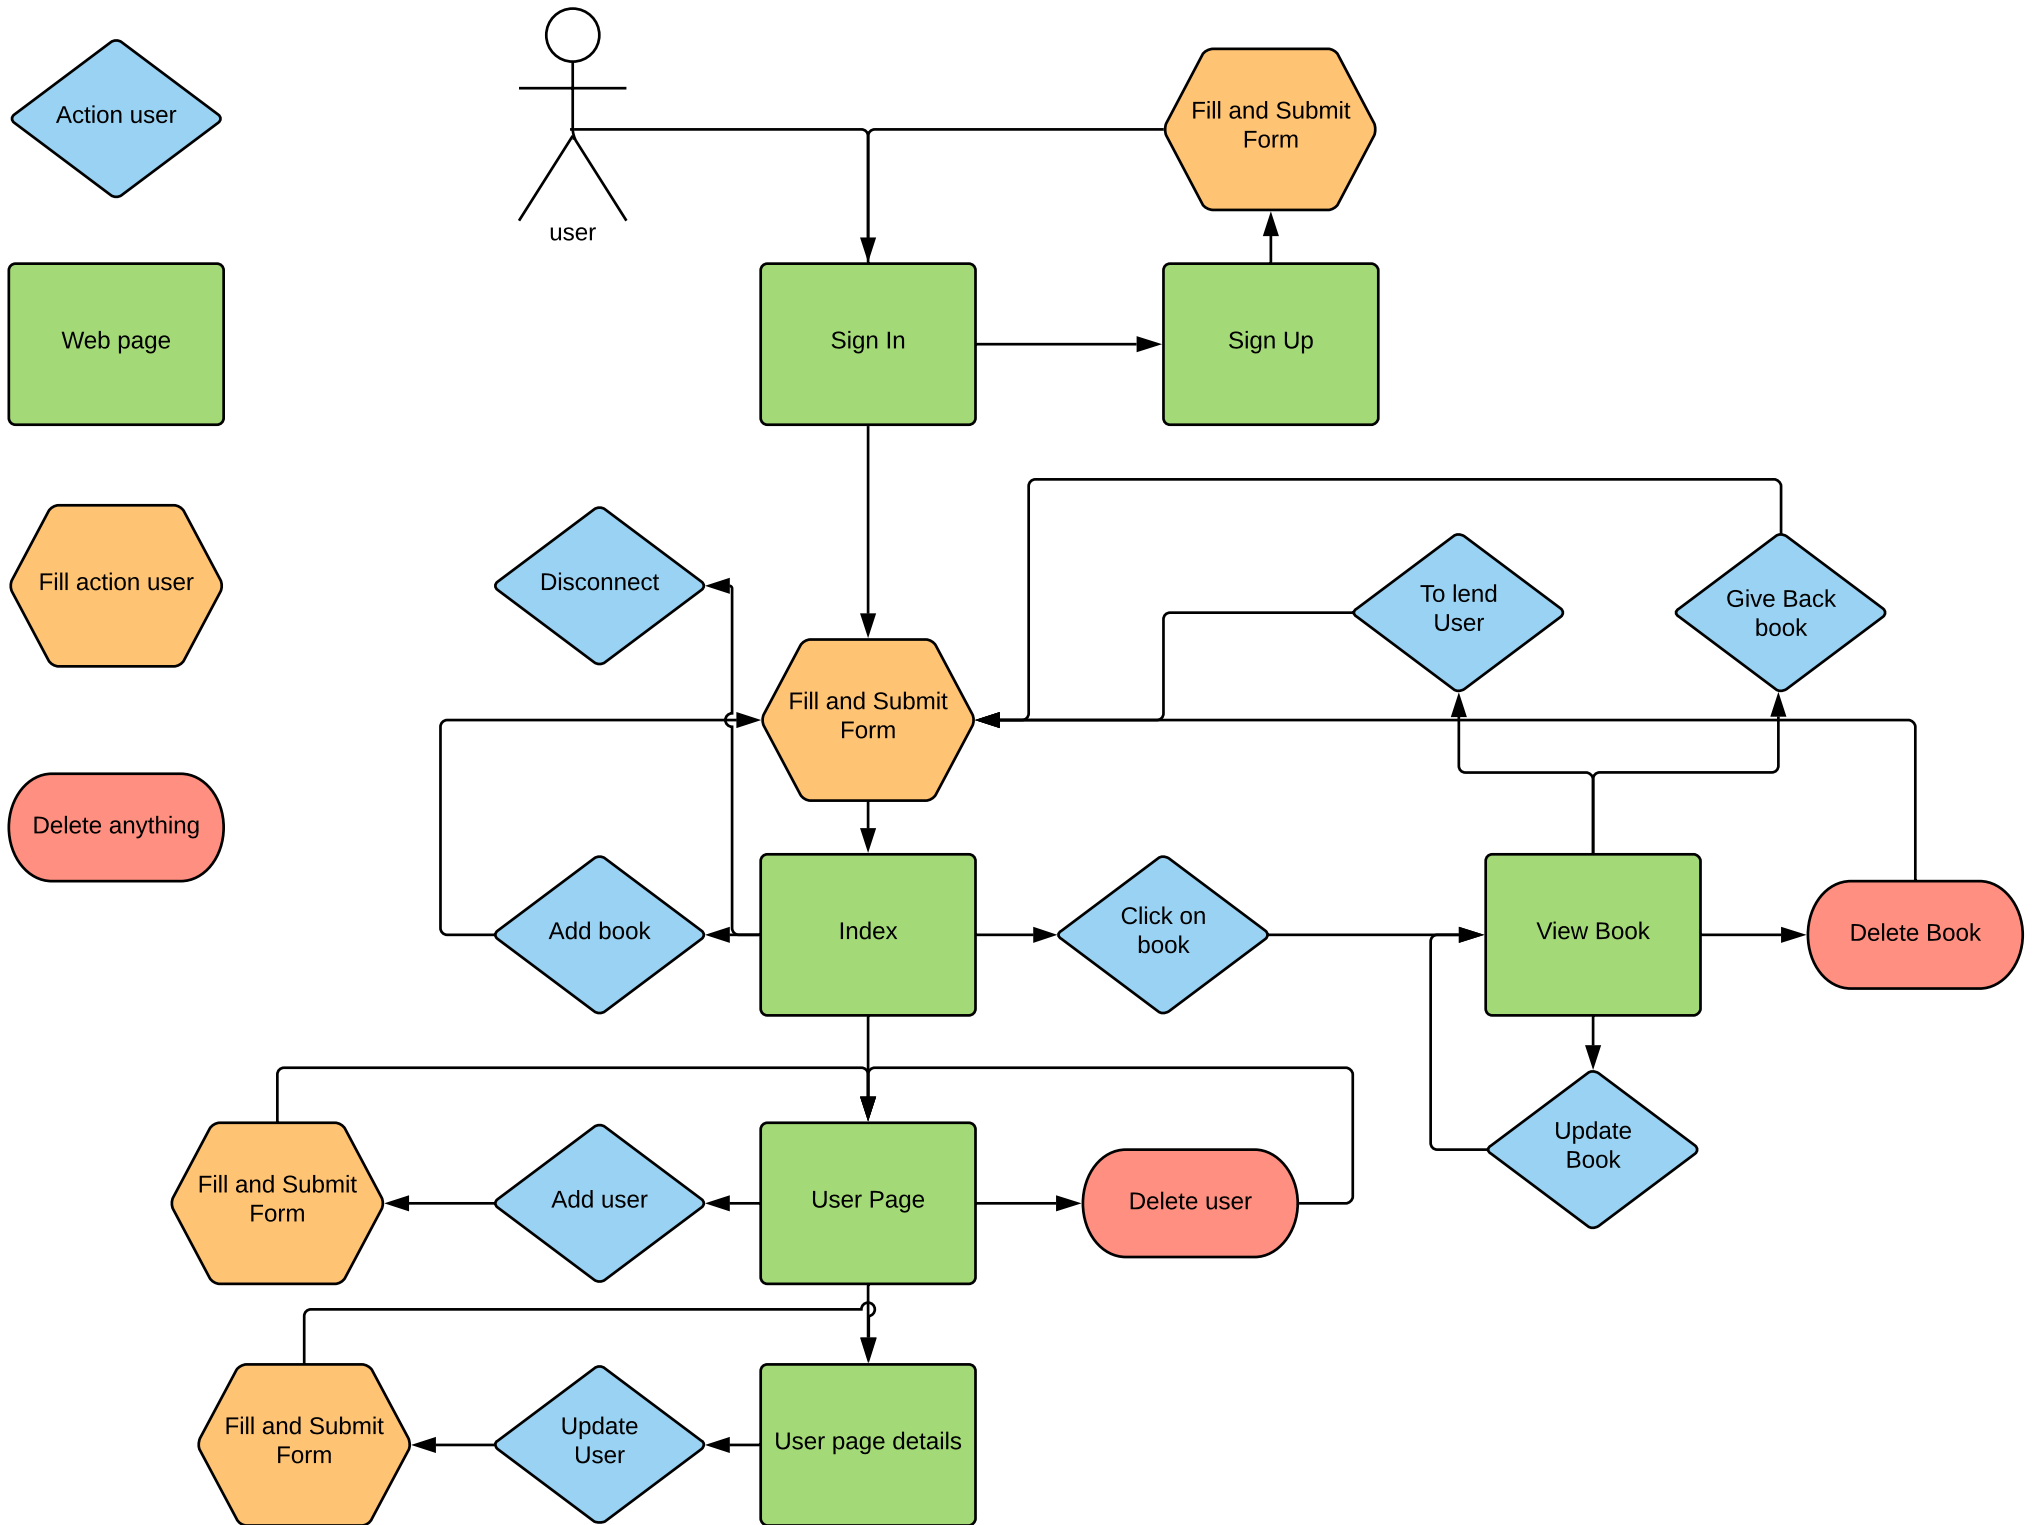 Action user
user
Fill and Submit
Form
Web page
Sign In
Sign Up
Fill action user
Disconnect
To lend
User
Give Back
book
Fill and Submit
Form
Delete anything
Add book
Index
Click on
book
View Book
Delete Book
Update
Book
Fill and Submit
Form
Add user
User Page
Delete user
Fill and Submit
Form
Update
User
User page details